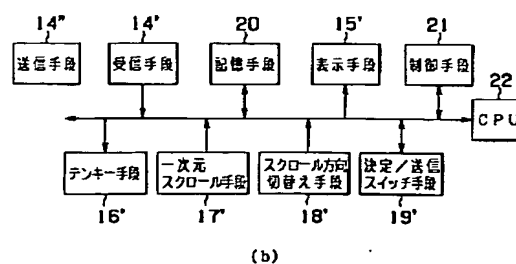 14" 14' 20 15' 21
送信手段 受信手段 記憶手段 表示手段 制御手段
22
CPU
テンキー手段 一次元スクロール手段 スクロール方向切替え手段 決定/送信スイッチ手段
16' 17' 18' 19'
(b)